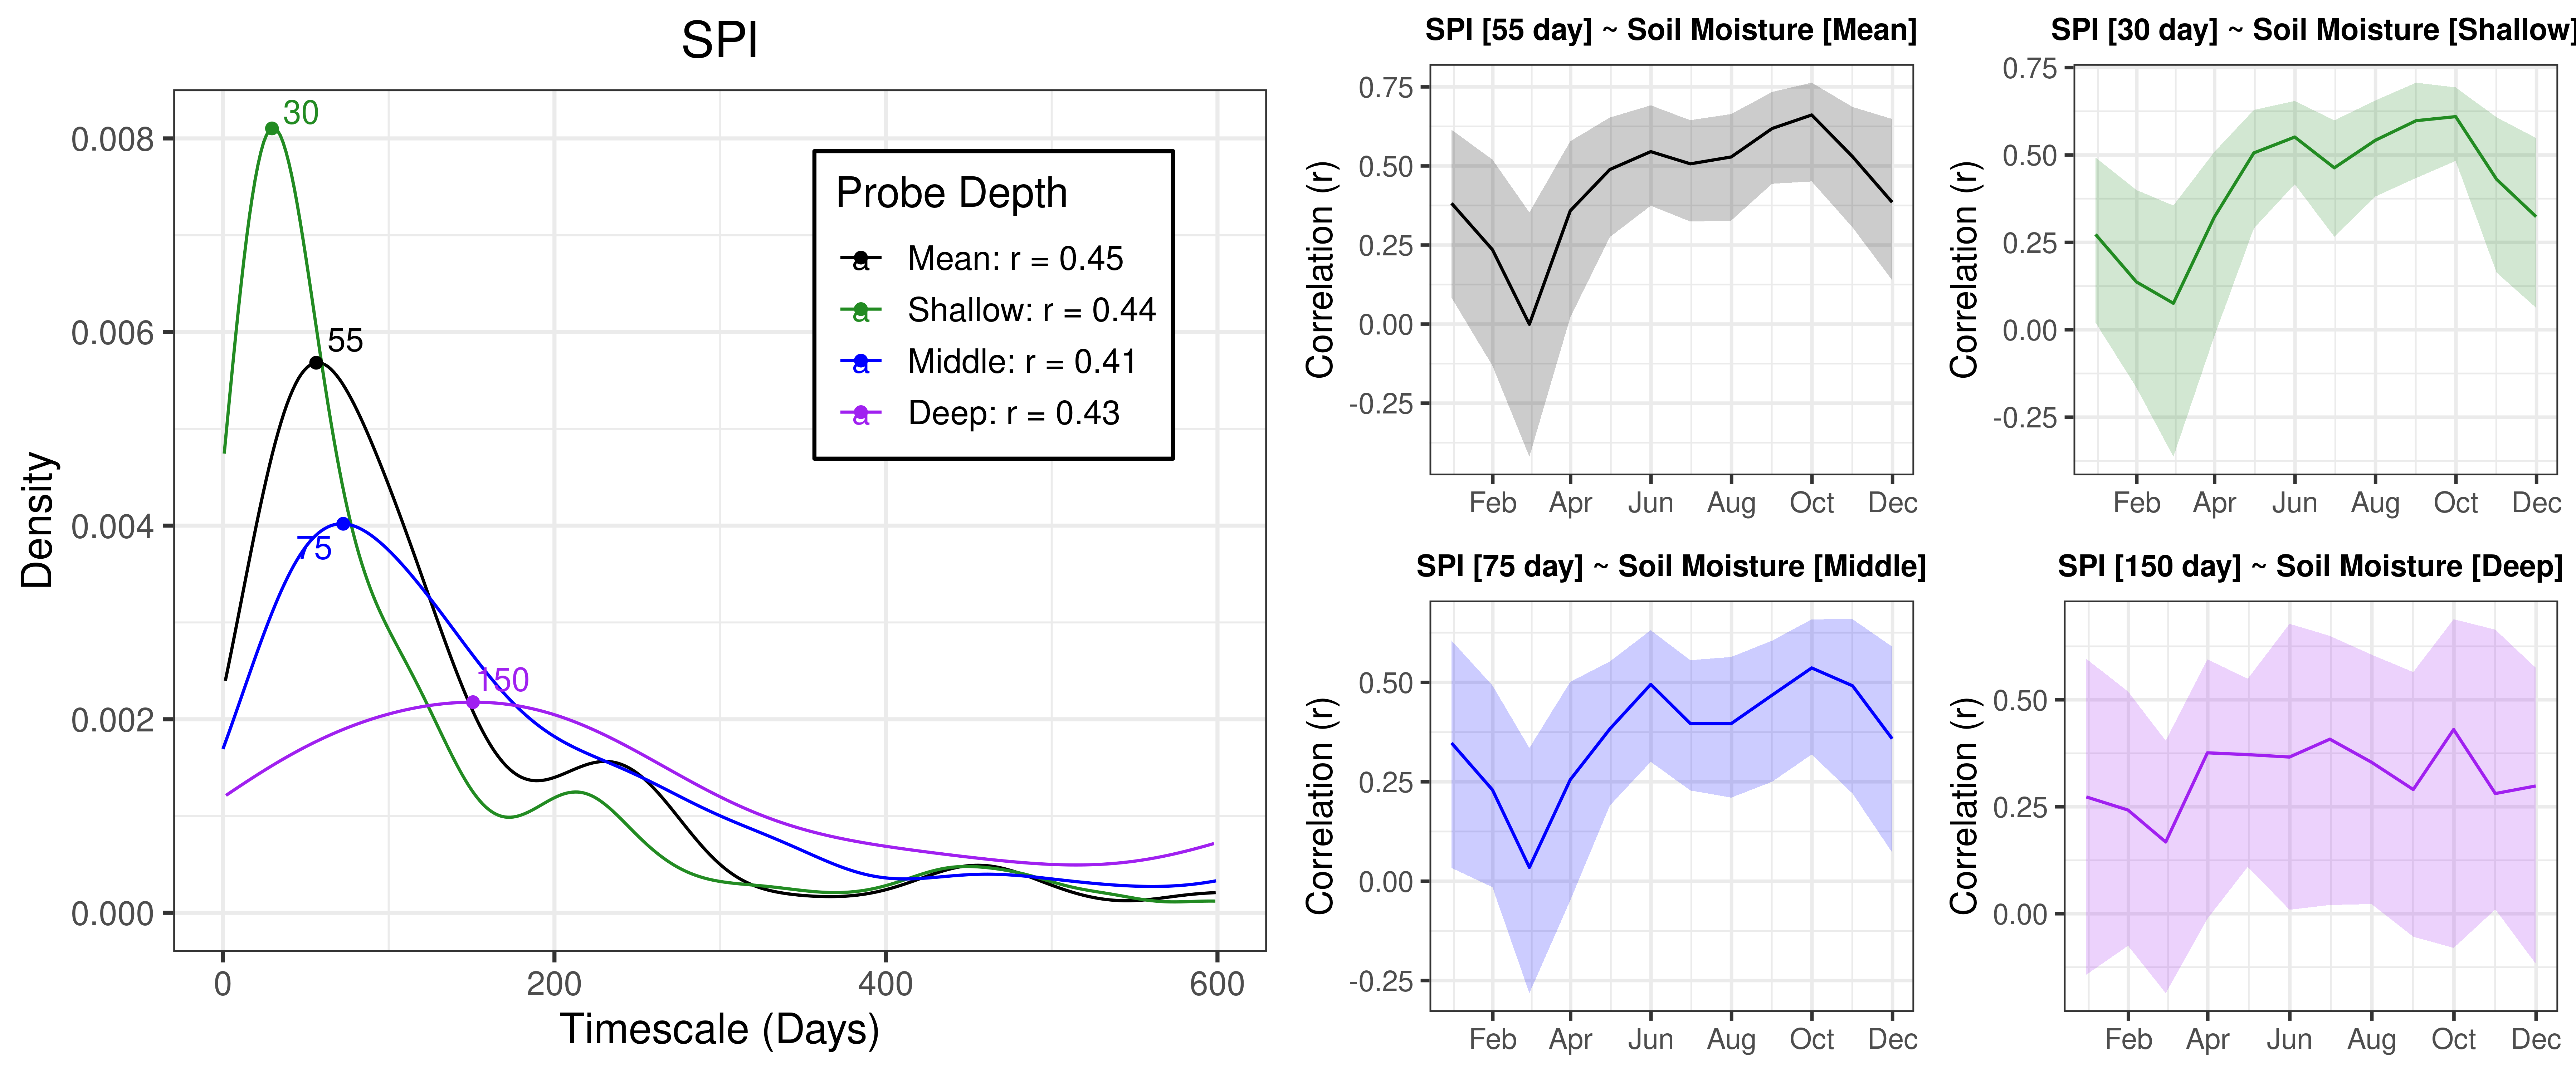 SPI
Density
0.008
0.006
0.004
0.002
0.000
30
55
75
150
Probe Depth
a Mean: r = 0.45
a Shallow: r = 0.44
a Middle: r = 0.41
a Deep: r = 0.43
0 200 400 600
Timescale (Days)
SPI [55 day] ~ Soil Moisture [Mean]
Correlation (r)
0.75
0.50
0.25
0.00
-0.25
Feb Apr Jun Aug Oct Dec
SPI [30 day] ~ Soil Moisture [Shallow]
Correlation (r)
0.75
0.50
0.25
0.00
-0.25
Feb Apr Jun Aug Oct Dec
SPI [75 day] ~ Soil Moisture [Middle]
Correlation (r)
0.50
0.25
0.00
-0.25
Feb Apr Jun Aug Oct Dec
SPI [150 day] ~ Soil Moisture [Deep]
Correlation (r)
0.50
0.25
0.00
Feb Apr Jun Aug Oct Dec